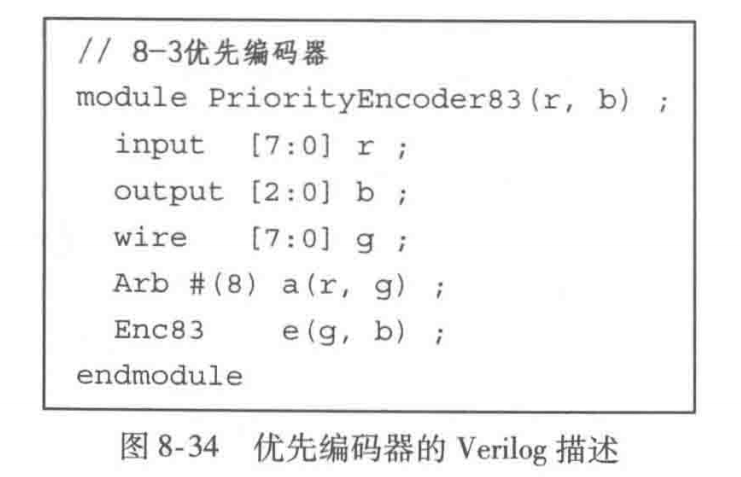 // 8-3优先编码器
module PriorityEncoder83(r, b) ;
input [7:0] r ;
output [2:0] b ;
wire [7:0] g ;
Arb #(8) a(r, g) ;
Enc83 e(g, b) ;
endmodule
图 8-34 优先编码器的 Verilog 描述